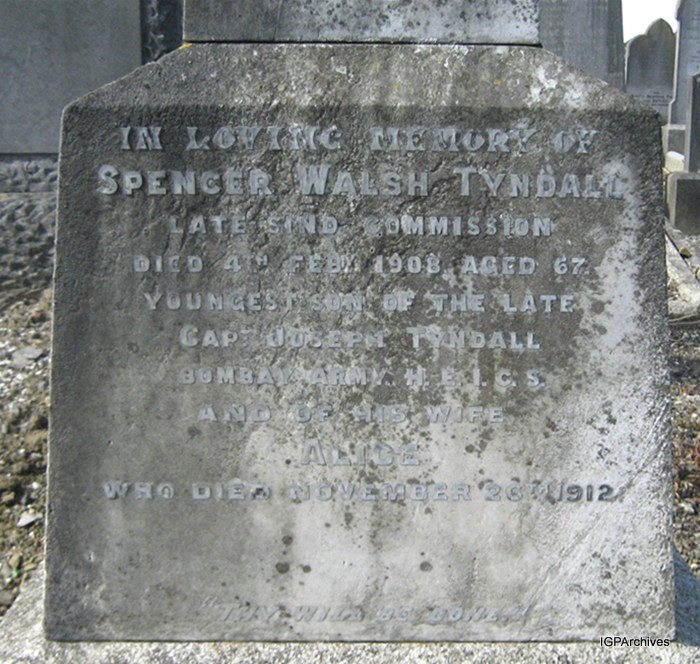 IN LOVING MEMORY OF
SPENCER WALSH TYNDALL
LATE SIND COMMISSION
DIED 4TH FEBY. 1908. AGED 67.
YOUNGEST SON OF THE LATE
CAPT. JOSEPH TYNDALL
BOMBAY ARMY. H. E. I. C. S.
AND OF HIS WIFE
ALICE
WHO DIED NOVEMBER 26TH 1912.
"THY WILL BE DONE."
IGPArchives